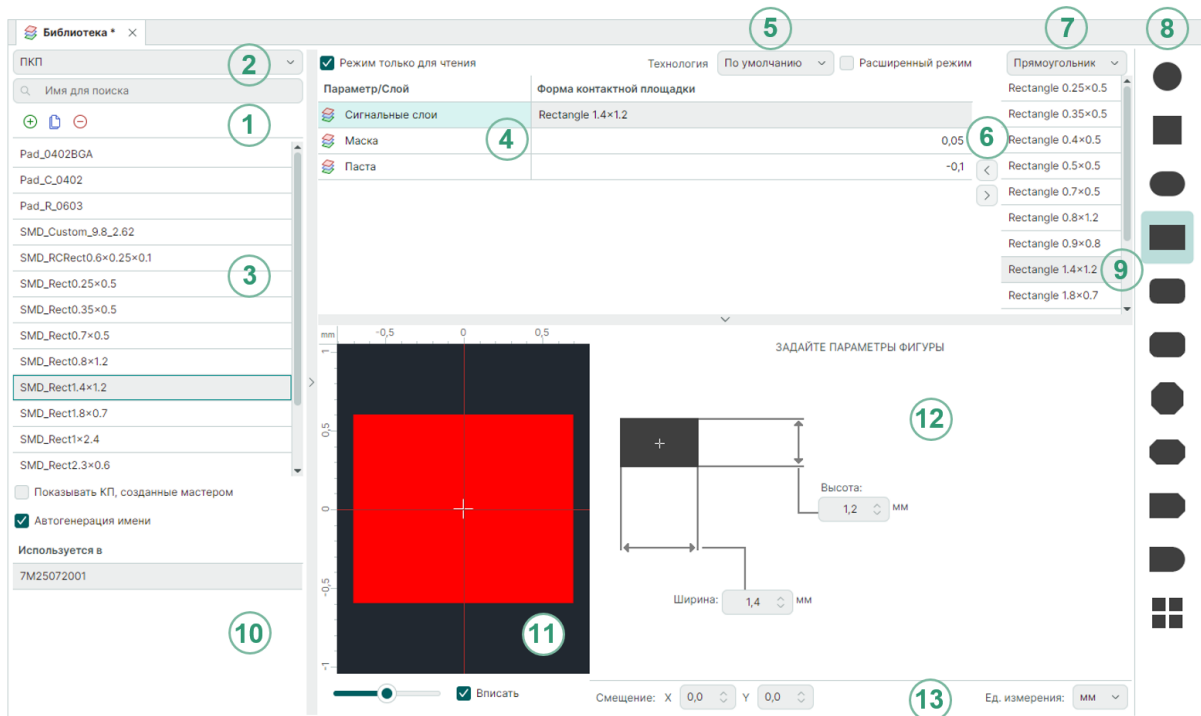 Библиотека *
ПКП
2
Имя для поиска
1
Pad_0402BGA
Pad_C_0402
Pad_R_0603
SMD_Custom_9.8_2.62
SMD_RCRect0.6×0.25×0.1
3
SMD_Rect0.25×0.5
SMD_Rect0.35×0.5
SMD_Rect0.7×0.5
SMD_Rect0.8×1.2
SMD_Rect1.4×1.2
SMD_Rect1.8×0.7
SMD_Rect1×2.4
SMD_Rect2.3×0.6
Показывать КП, созданные мастером
Автогенерация имени
Используется в
7M25072001
10
5
Режим только для чтения
Технология По умолчанию
Расширенный режим
Параметр/Слой Форма контактной площадки
Сигнальные слои Rectangle 1.4×1.2
4
Маска 0,05
6
Паста -0,1
7
Прямоугольник
Rectangle 0.25×0.5
Rectangle 0.35×0.5
Rectangle 0.4×0.5
Rectangle 0.5×0.5
Rectangle 0.7×0.5
Rectangle 0.8×1.2
Rectangle 0.9×0.8
Rectangle 1.4×1.2
9
Rectangle 1.8×0.7
8
mm -0,5 0 0,5
1
0,5
0
-0,5
-1
11
Вписать
ЗАДАЙТЕ ПАРАМЕТРЫ ФИГУРЫ
12
Высота:
1,2 мм
Ширина: 1,4 мм
Смещение: X 0,0 Y 0,0
13
Ед. измерения: мм